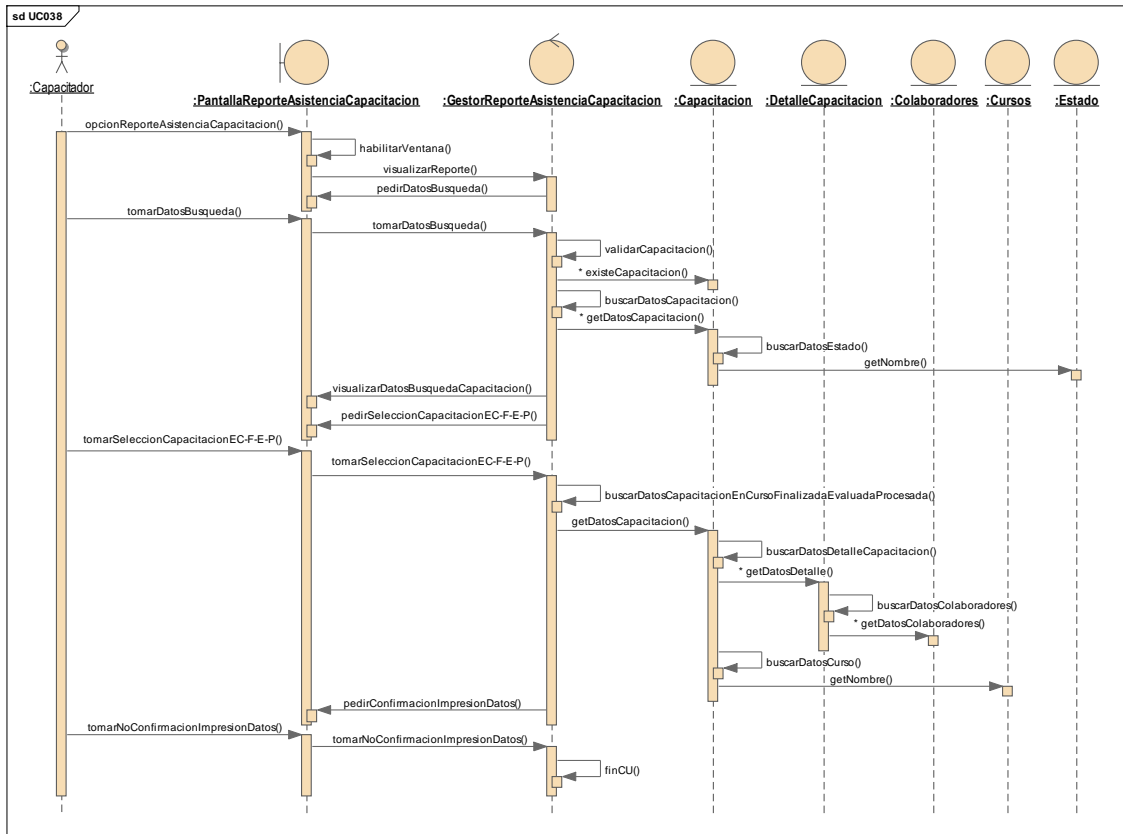 sd UC038
:Capacitador
:PantallaReporteAsistenciaCapacitacion
:GestorReporteAsistenciaCapacitacion
:Capacitacion
:DetalleCapacitacion
:Colaboradores
:Cursos
:Estado
opcionReporteAsistenciaCapacitacion()
habilitarVentana()
visualizarReporte()
pedirDatosBusqueda()
tomarDatosBusqueda()
tomarDatosBusqueda()
validarCapacitacion()
* existeCapacitacion()
buscarDatosCapacitacion()
* getDatosCapacitacion()
buscarDatosEstado()
getNombre()
visualizarDatosBusquedaCapacitacion()
pedirSeleccionCapacitacionEC-F-E-P()
tomarSeleccionCapacitacionEC-F-E-P()
tomarSeleccionCapacitacionEC-F-E-P()
buscarDatosCapacitacionEnCursoFinalizadaEvaluadaProcesada()
getDatosCapacitacion()
buscarDatosDetalleCapacitacion()
* getDatosDetalle()
buscarDatosColaboradores()
* getDatosColaboradores()
buscarDatosCurso()
getNombre()
pedirConfirmacionImpresionDatos()
tomarNoConfirmacionImpresionDatos()
tomarNoConfirmacionImpresionDatos()
finCU()